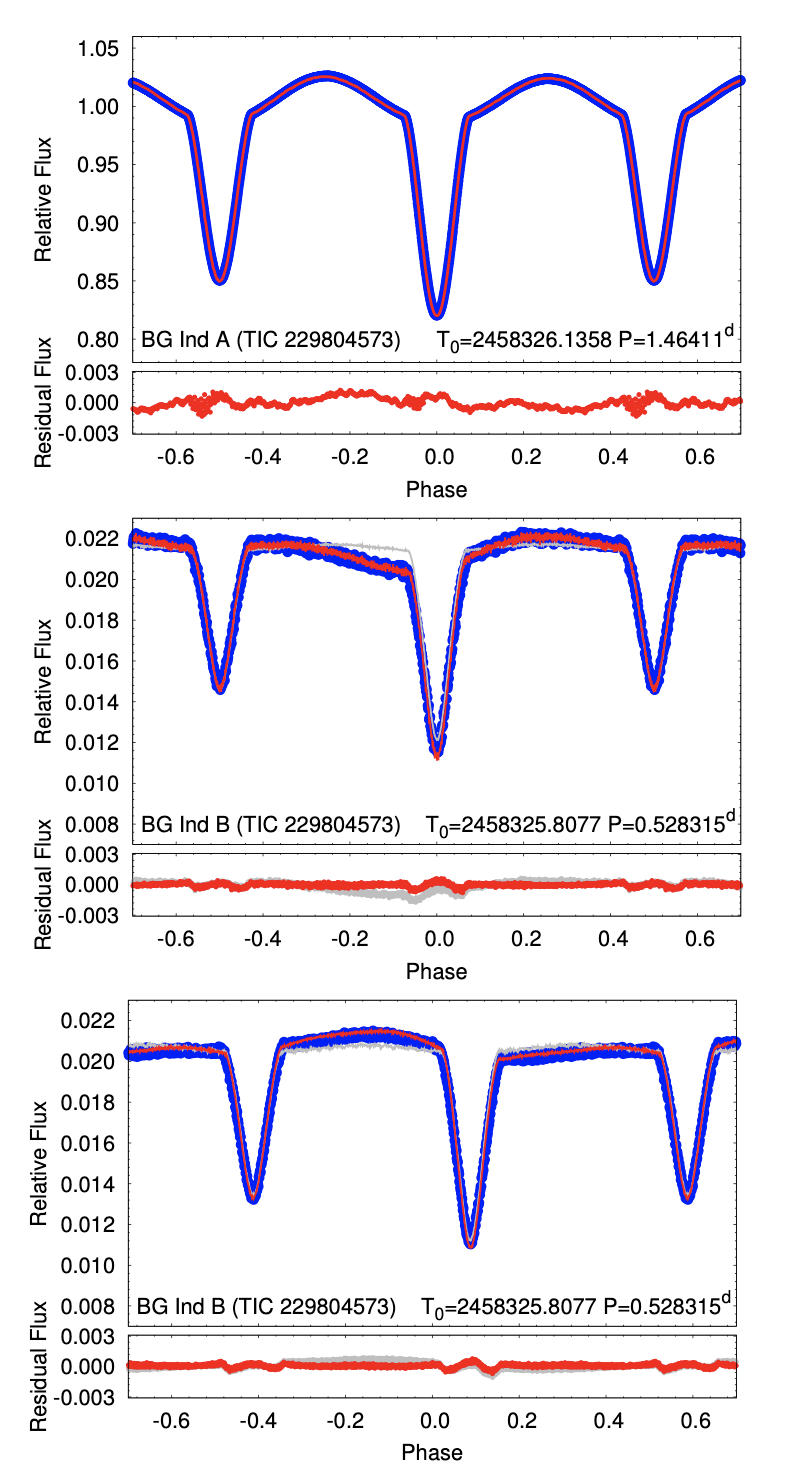 1.05
1.00
0.95
0.90
0.85
0.80
Relative Flux
BG Ind A (TIC 229804573) T0=2458326.1358 P=1.46411d
0.003
0.000
-0.003
Residual Flux
-0.6 -0.4 -0.2 0.0 0.2 0.4 0.6
Phase
0.022
0.020
0.018
0.016
0.014
0.012
0.010
0.008
Relative Flux
BG Ind B (TIC 229804573) T0=2458325.8077 P=0.528315d
0.003
0.000
-0.003
Residual Flux
-0.6 -0.4 -0.2 0.0 0.2 0.4 0.6
Phase
0.022
0.020
0.018
0.016
0.014
0.012
0.010
0.008
Relative Flux
BG Ind B (TIC 229804573) T0=2458325.8077 P=0.528315d
0.003
0.000
-0.003
Residual Flux
-0.6 -0.4 -0.2 0.0 0.2 0.4 0.6
Phase